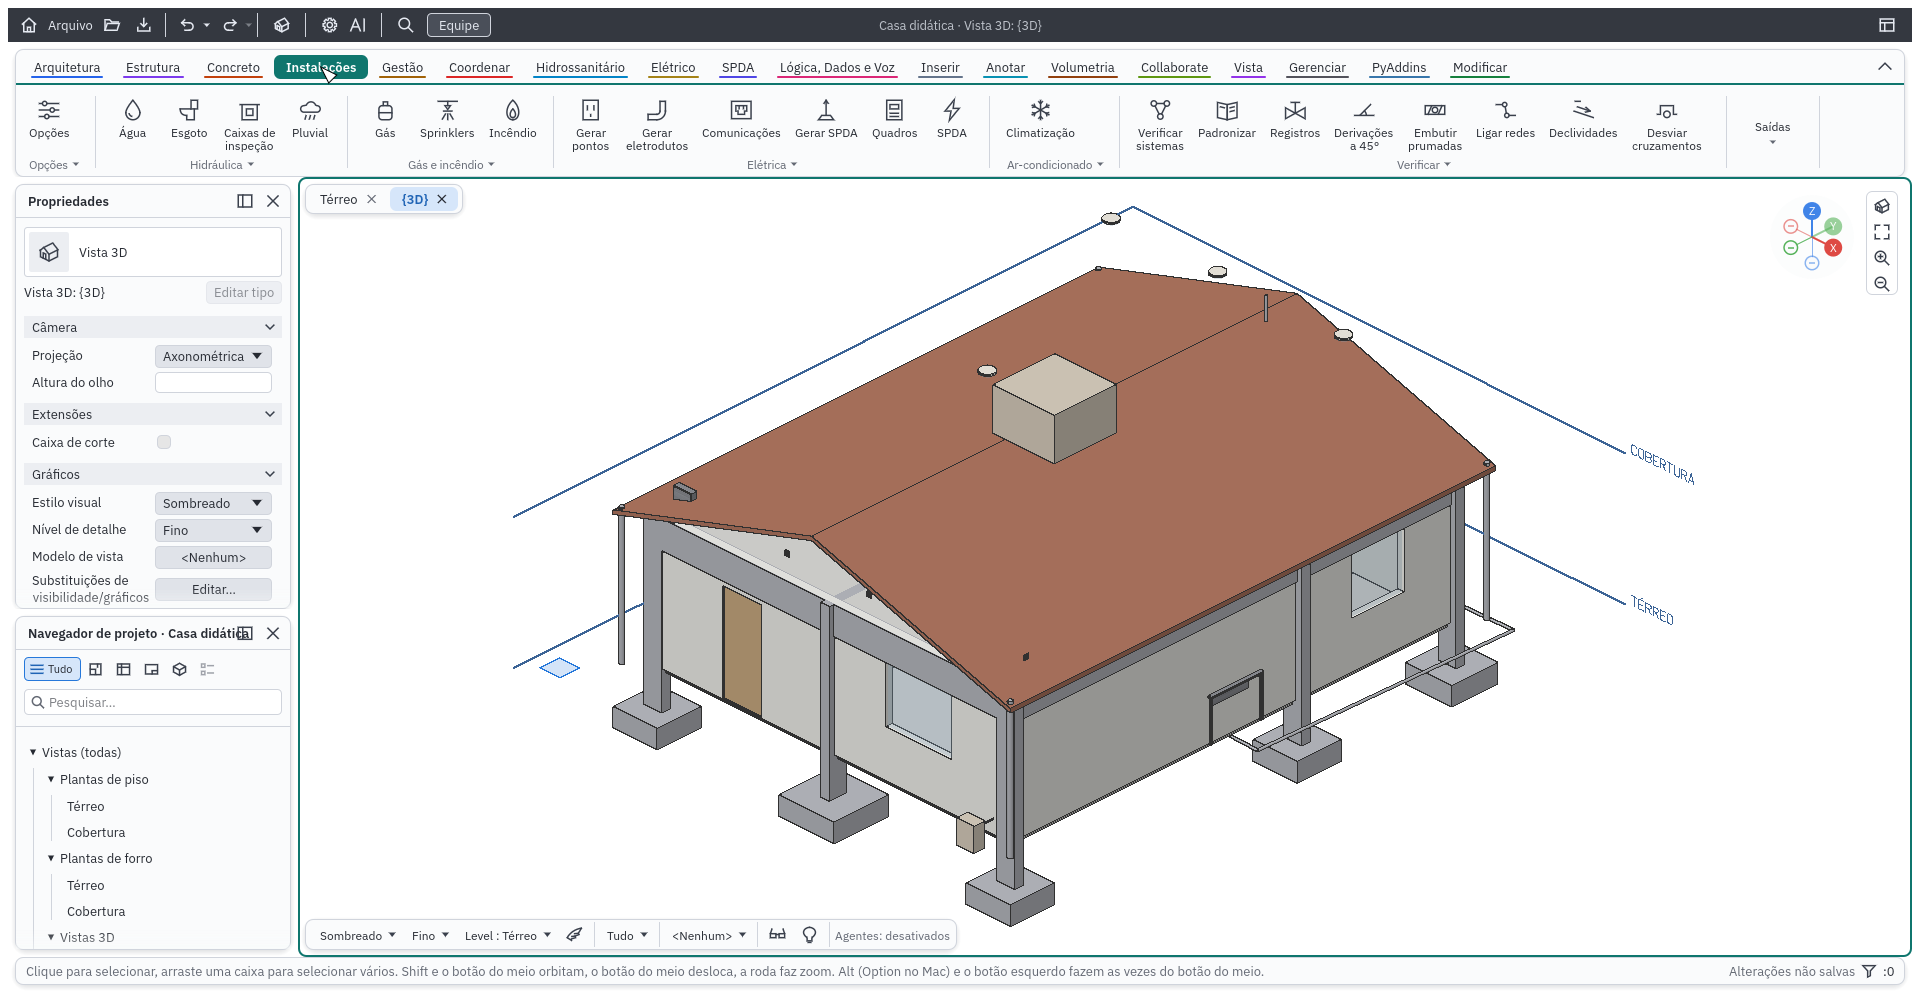 Arquivo
AI
Equipe
Casa didática · Vista 3D: {3D}
Arquitetura
Estrutura
Concreto
Instalações
Gestão
Coordenar
Hidrossanitário
Elétrico
SPDA
Lógica, Dados e Voz
Inserir
Anotar
Volumetria
Collaborate
Vista
Gerenciar
PyAddins
Modificar
Opções
Água
Esgoto
Caixas de
inspeção
Pluvial
Gás
Sprinklers
Incêndio
Gerar
pontos
Gerar
eletrodutos
Comunicações
Gerar SPDA
Quadros
SPDA
Climatização
Verificar
sistemas
Padronizar
Registros
Derivações
a 45°
Embutir
prumadas
Ligar redes
Declividades
Desviar
cruzamentos
Saídas
Opções
Hidráulica
Gás e incêndio
Elétrica
Ar-condicionado
Verificar
Propriedades
Vista 3D
Vista 3D: {3D}
Editar tipo
Câmera
Projeção
Axonométrica
Altura do olho
Extensões
Caixa de corte
Gráficos
Estilo visual
Sombreado
Nível de detalhe
Fino
Modelo de vista
<Nenhum>
Substituições de
visibilidade/gráficos
Editar...
Navegador de projeto · Casa didática
Tudo
Pesquisar...
Vistas (todas)
Plantas de piso
Térreo
Cobertura
Plantas de forro
Térreo
Cobertura
Vistas 3D
Térreo
{3D}
Z
Y
X
COBERTURA
TÉRREO
Sombreado
Fino
Level : Térreo
Tudo
<Nenhum>
Agentes: desativados
Clique para selecionar, arraste uma caixa para selecionar vários. Shift e o botão do meio orbitam, o botão do meio desloca, a roda faz zoom. Alt (Option no Mac) e o botão esquerdo fazem as vezes do botão do meio.
Alterações não salvas
:0